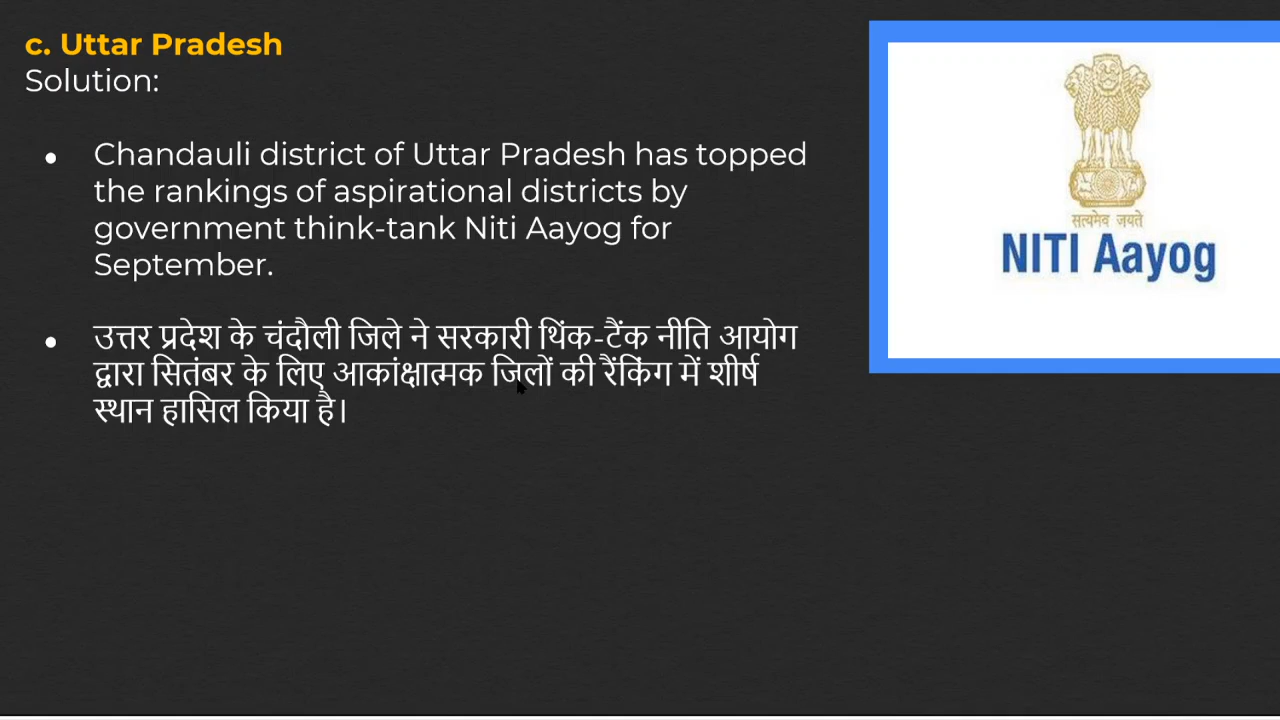 c. Uttar Pradesh
Solution:
● Chandauli district of Uttar Pradesh has topped
the rankings of aspirational districts by
government think-tank Niti Aayog for
September.
● उत्तर प्रदेश के चंदौली जिले ने सरकारी थिंक-टैंक नीति आयोग
द्वारा सितंबर के लिए आकांक्षात्मक जिलों की रैंकिंग में शीर्ष
स्थान हासिल किया है।
सत्यमेव जयते
NITI Aayog